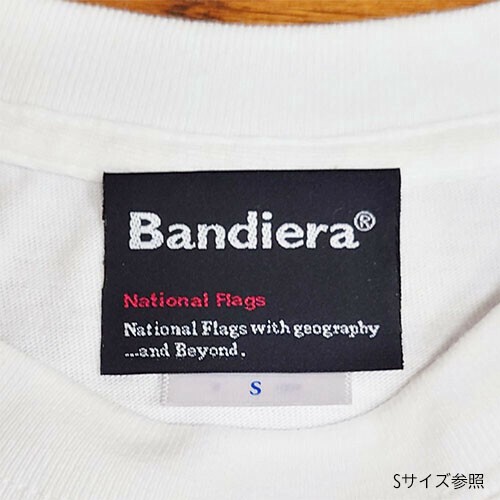 Bandiera®
National Flags
National Flags with geography
...and Beyond.
S
Sサイズ参照